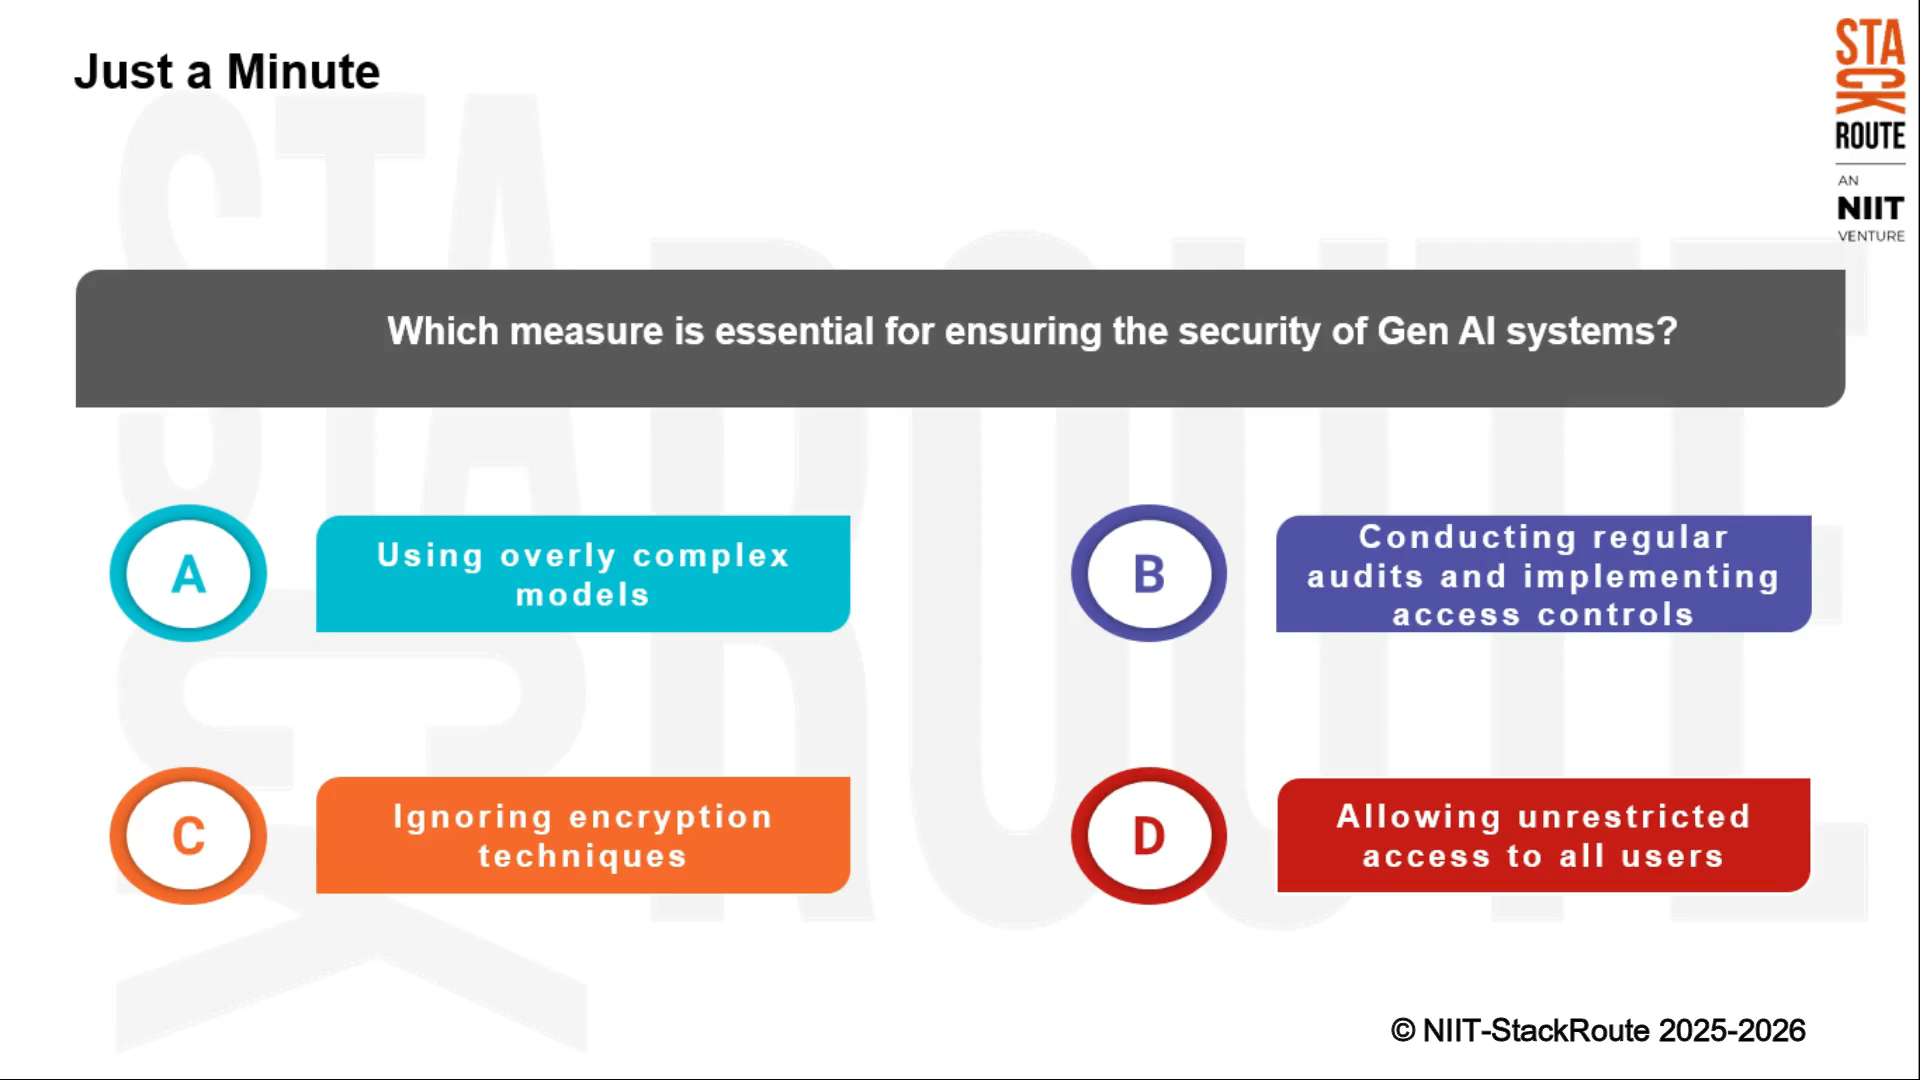 Just a Minute
STA
CK
ROUTE
AN
NIIT
VENTURE
Which measure is essential for ensuring the security of Gen AI systems?
A
Using overly complex
models
B
Conducting regular
audits and implementing
access controls
C
Ignoring encryption
techniques
D
Allowing unrestricted
access to all users
© NIIT-StackRoute 2025-2026